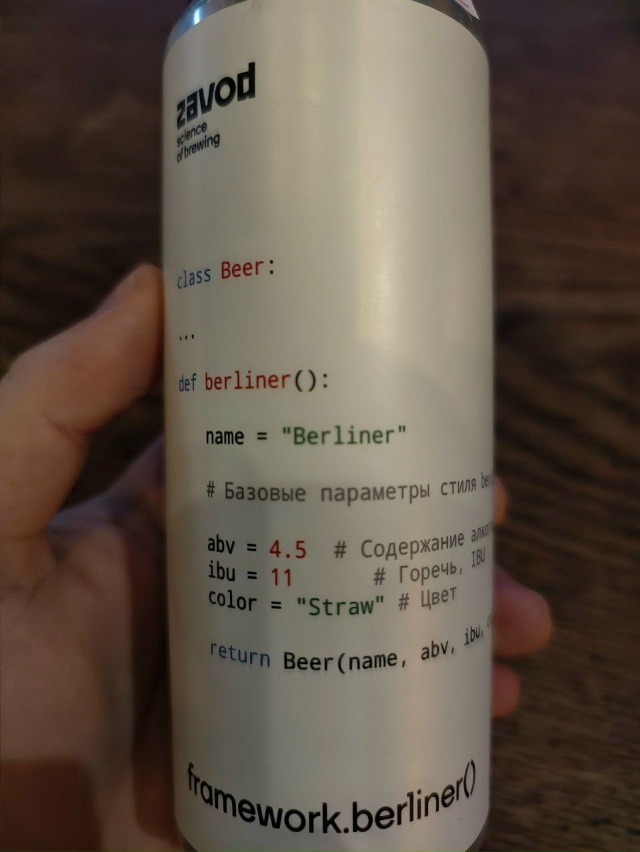 zavod
science
of brewing
class Beer:
...
def berliner():
name = "Berliner"
# Базовые параметры стиля
abv = 4.5 # Содержание
ibu = 11 # Горечь, IBU
color = "Straw" # Цвет
return Beer(name, abv, ibu,
framework.berliner()